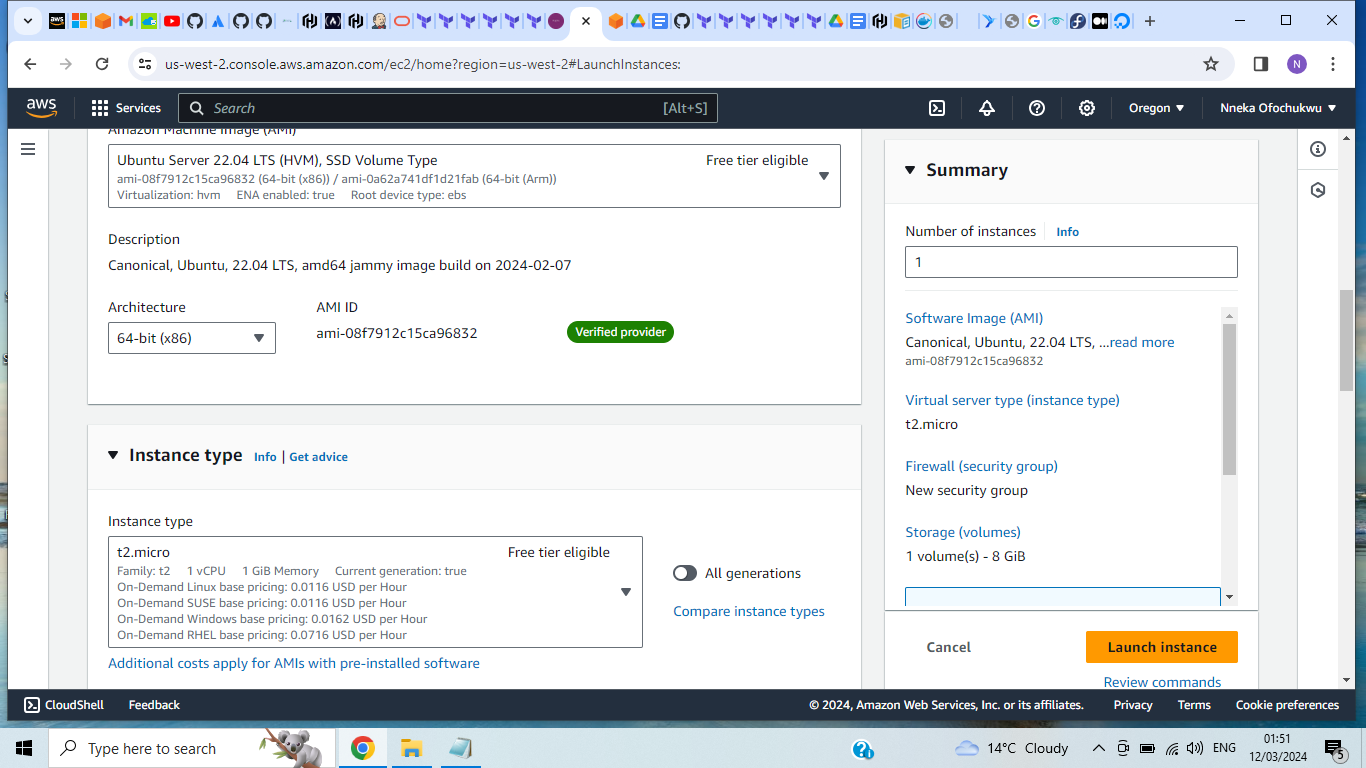 us-west-2.console.aws.amazon.com/ec2/home?region=us-west-2#LaunchInstances:
N
aws
Services
Search
[Alt+S]
Oregon
Nneka Ofochukwu
Amazon Machine Image (AMI)
Ubuntu Server 22.04 LTS (HVM), SSD Volume Type
Free tier eligible
ami-08f7912c15ca96832 (64-bit (x86)) / ami-0a62a741df1d21fab (64-bit (Arm))
Virtualization: hvm ENA enabled: true Root device type: ebs
Description
Canonical, Ubuntu, 22.04 LTS, amd64 jammy image build on 2024-02-07
Architecture
AMI ID
64-bit (x86)
ami-08f7912c15ca96832
Verified provider
Instance type
Info | Get advice
Instance type
t2.micro
Free tier eligible
Family: t2 1 vCPU 1 GiB Memory Current generation: true
On-Demand Linux base pricing: 0.0116 USD per Hour
On-Demand SUSE base pricing: 0.0116 USD per Hour
On-Demand Windows base pricing: 0.0162 USD per Hour
On-Demand RHEL base pricing: 0.0716 USD per Hour
All generations
Compare instance types
Additional costs apply for AMIs with pre-installed software
Summary
Number of instances
Info
1
Software Image (AMI)
Canonical, Ubuntu, 22.04 LTS, ...read more
ami-08f7912c15ca96832
Virtual server type (instance type)
t2.micro
Firewall (security group)
New security group
Storage (volumes)
1 volume(s) - 8 GiB
Cancel
Launch instance
Review commands
CloudShell
Feedback
© 2024, Amazon Web Services, Inc. or its affiliates.
Privacy
Terms
Cookie preferences
Type here to search
14°C Cloudy
ENG
01:51
12/03/2024
5